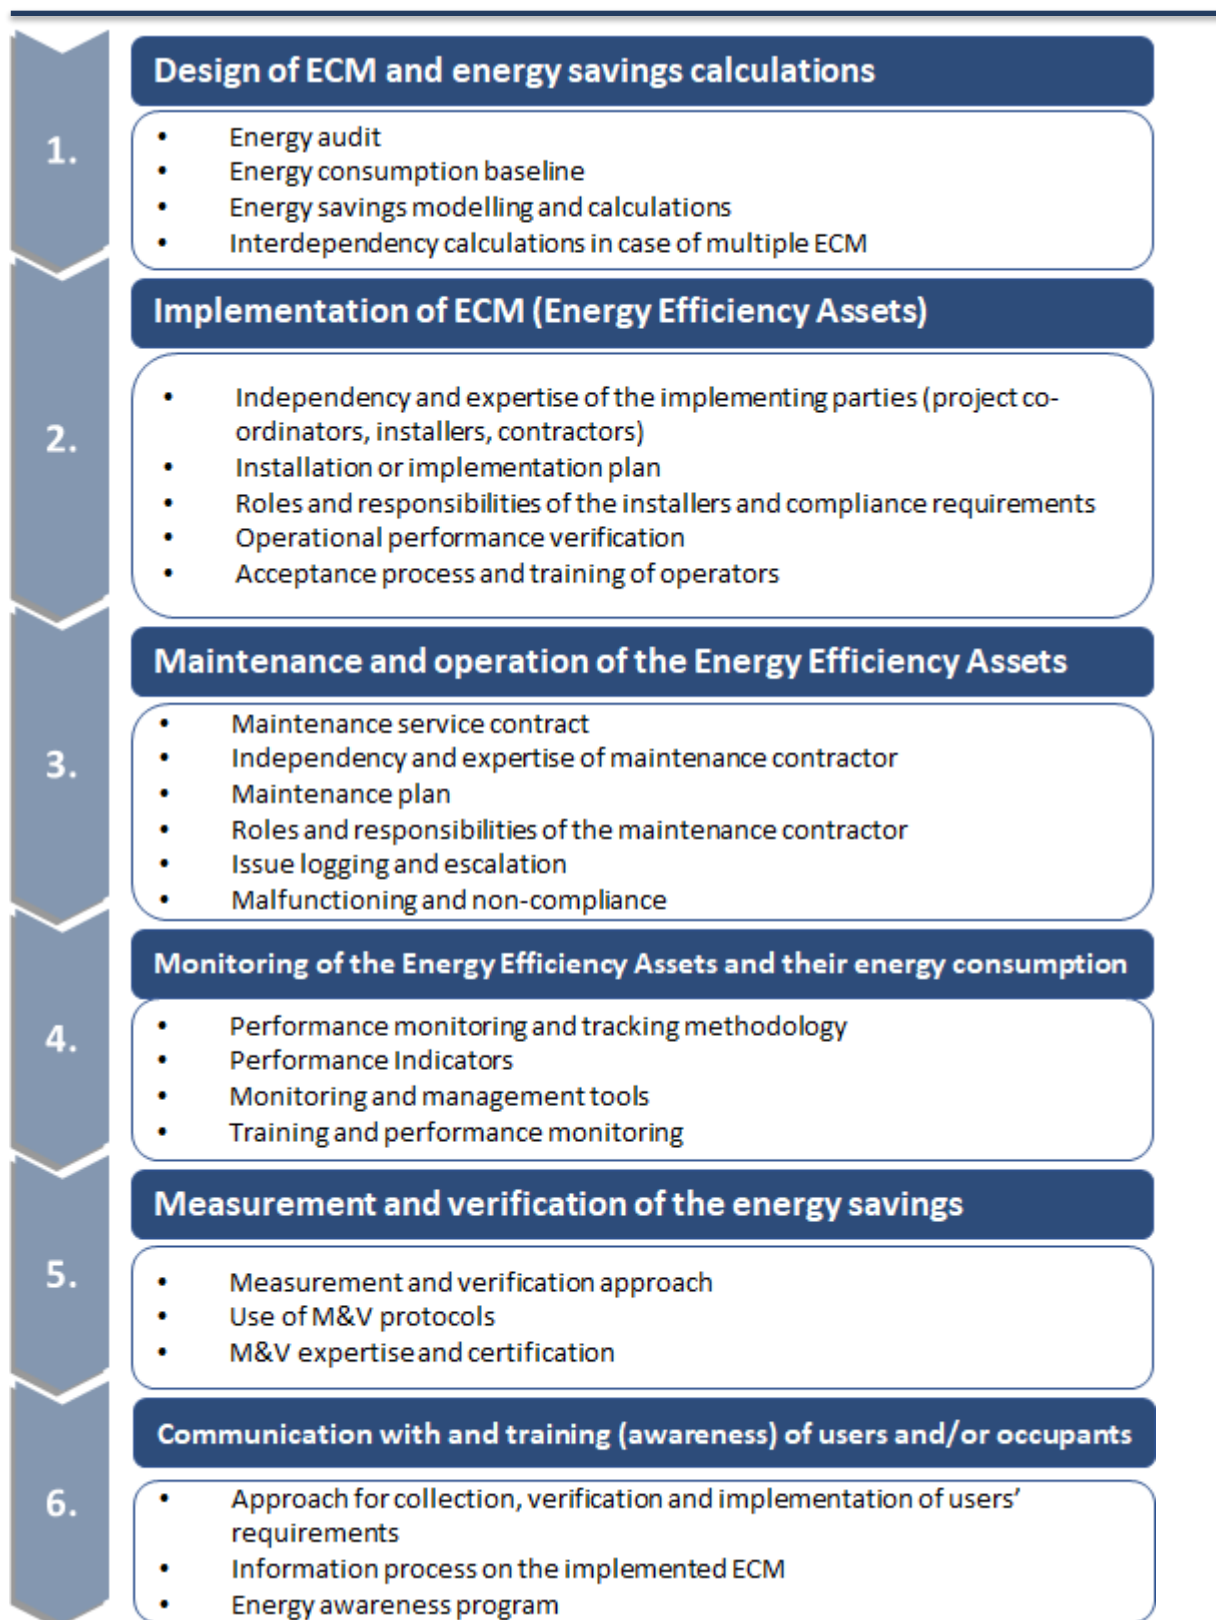 1.
Design of ECM and energy savings calculations
• Energy audit
• Energy consumption baseline
• Energy savings modelling and calculations
• Interdependency calculations in case of multiple ECM
2.
Implementation of ECM (Energy Efficiency Assets)
• Independency and expertise of the implementing parties (project co-
ordinators, installers, contractors)
• Installation or implementation plan
• Roles and responsibilities of the installers and compliance requirements
• Operational performance verification
• Acceptance process and training of operators
3.
Maintenance and operation of the Energy Efficiency Assets
• Maintenance service contract
• Independency and expertise of maintenance contractor
• Maintenance plan
• Roles and responsibilities of the maintenance contractor
• Issue logging and escalation
• Malfunctioning and non-compliance
4.
Monitoring of the Energy Efficiency Assets and their energy consumption
• Performance monitoring and tracking methodology
• Performance Indicators
• Monitoring and management tools
• Training and performance monitoring
5.
Measurement and verification of the energy savings
• Measurement and verification approach
• Use of M&V protocols
• M&V expertise and certification
6.
Communication with and training (awareness) of users and/or occupants
• Approach for collection, verification and implementation of users’
requirements
• Information process on the implemented ECM
• Energy awareness program